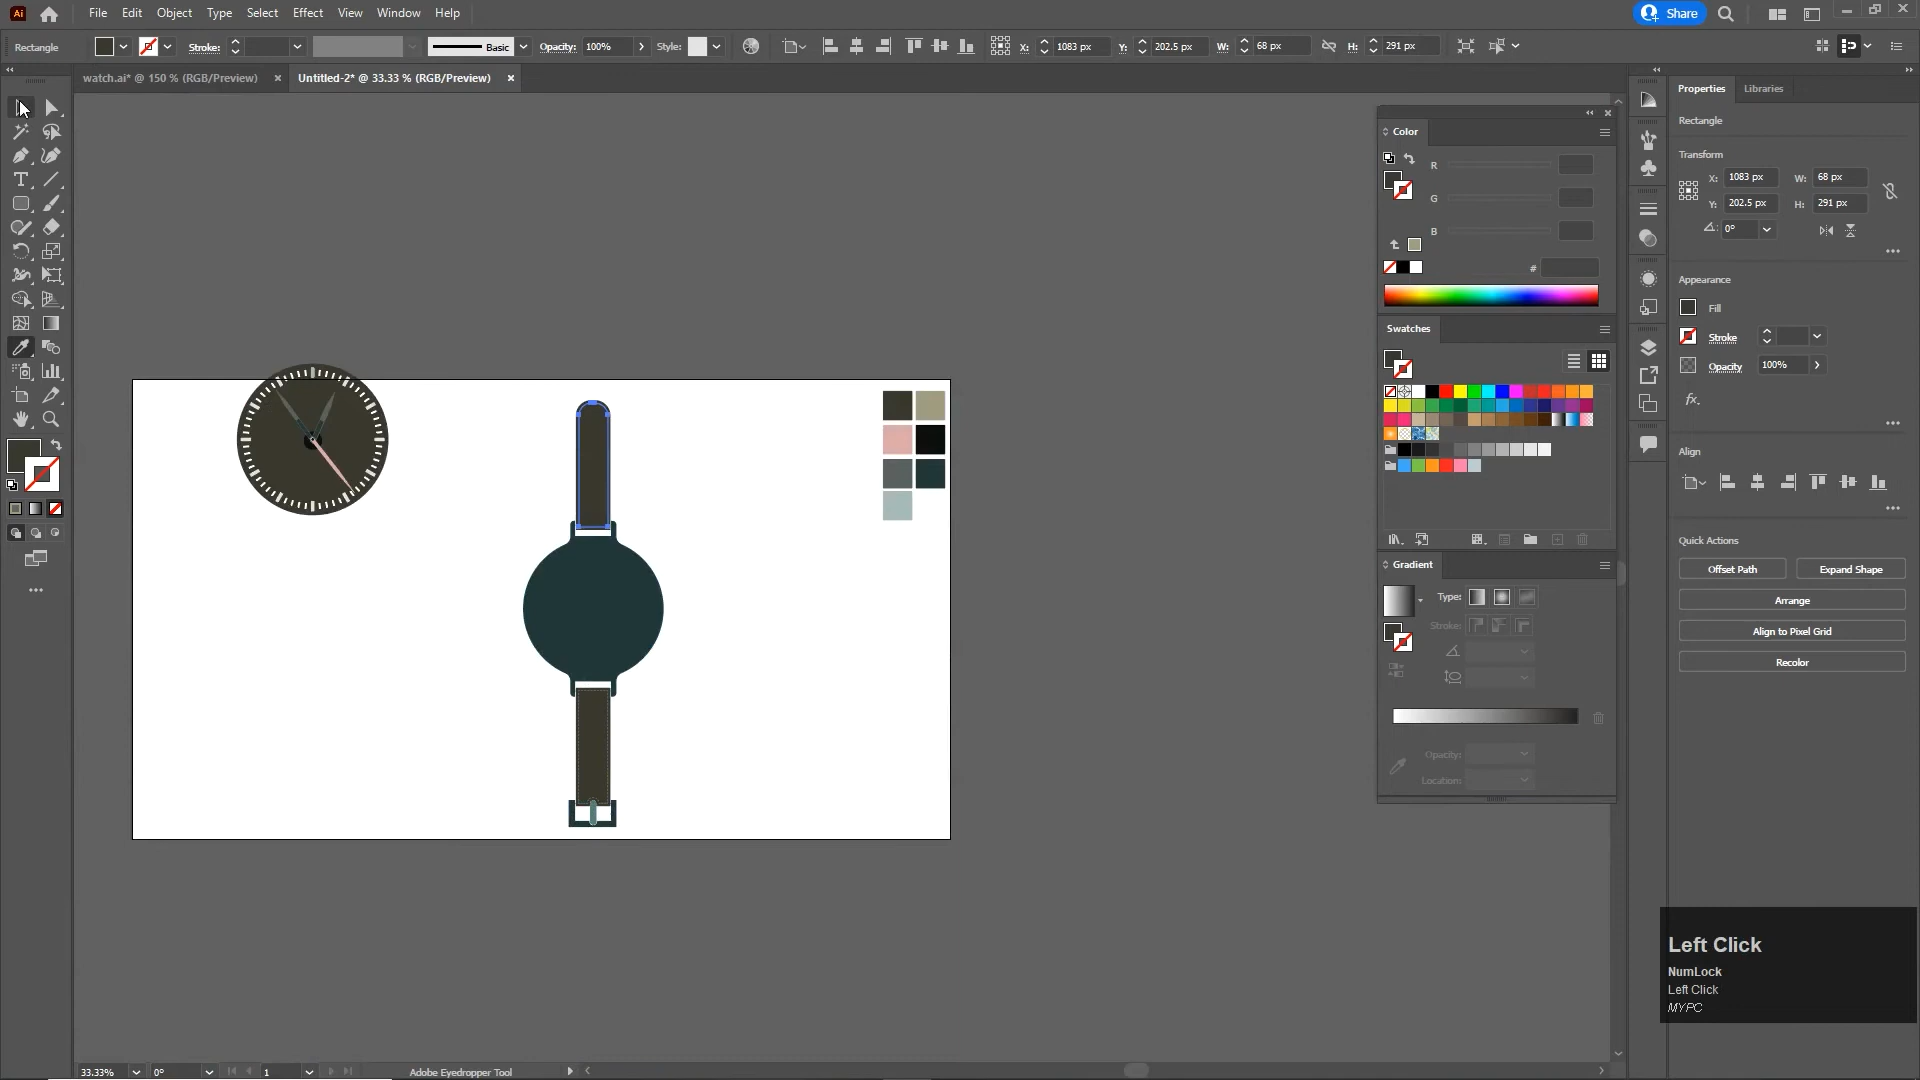 Ai File Edit Object Type Select Effect View Window Help Share
Rectangle Stroke: Basic Opacity: 100% Style: X: 1083 px Y: 202.5 px W: 68 px H: 291 px
watch.ai* @ 150 % (RGB/Preview) × Untitled-2* @ 33.33 % (RGB/Preview) ×
Properties Libraries
Rectangle
Transform
X: 1083 px W: 68 px
Y: 202.5 px H: 291 px
0°
Appearance
Fill
Stroke
Opacity 100%
fx.
Align
Quick Actions
Offset Path Expand Shape
Arrange
Align to Pixel Grid
Recolor
Color
R
G
B
#
Swatches
Gradient
Type:
Stroke:
Opacity:
Location:
Left Click
NumLock
Left Click
MYPC
33.33% 0° 1 Adobe Eyedropper Tool